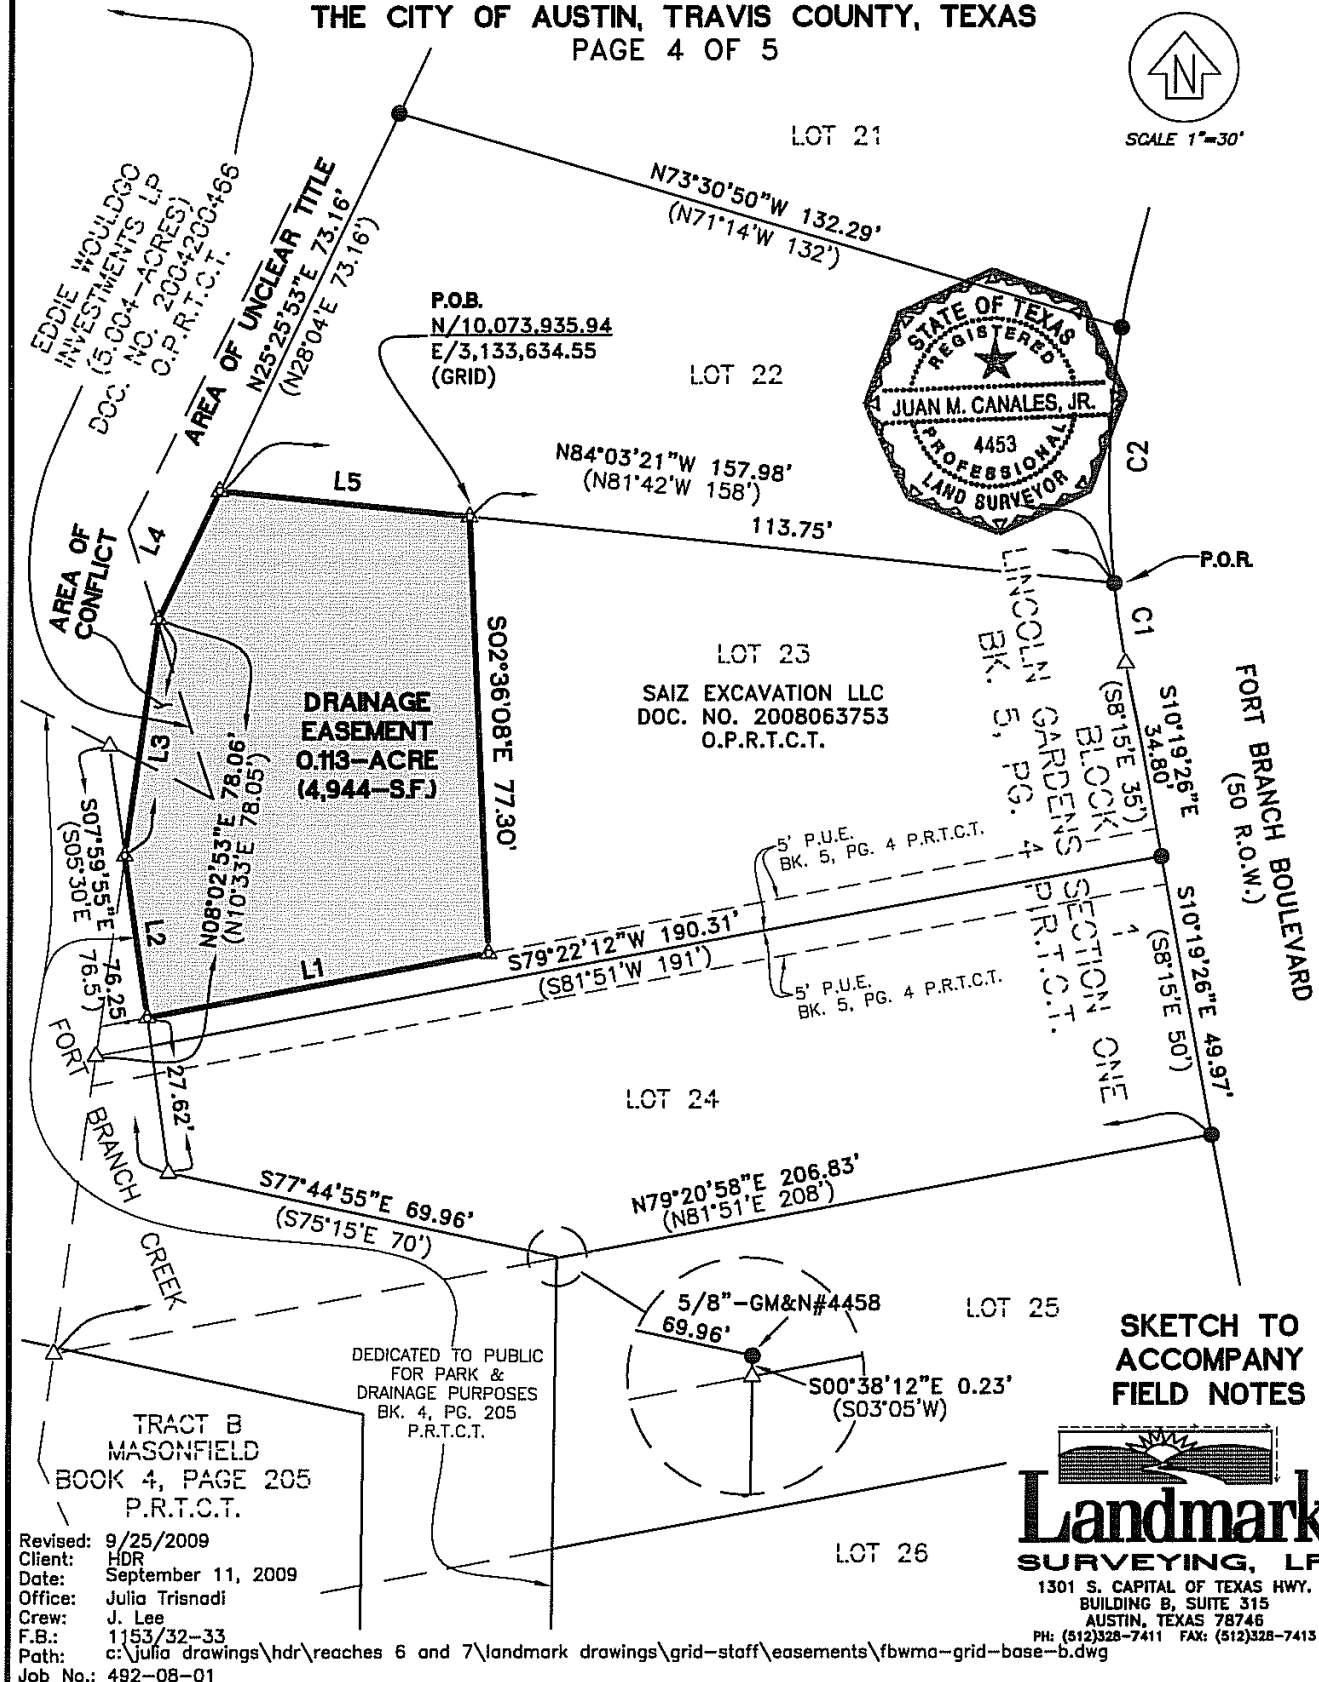 THE CITY OF AUSTIN, TRAVIS COUNTY, TEXAS
PAGE 4 OF 5
N
SCALE 1"=30'
LOT 21
N73°30'50"W 132.29'
(N71°14'W 132')
EDDIE WOULDGO
INVESTMENTS LP
(5.004-ACRES)
DOC. NO. 2004200466
O.P.R.T.C.T.
AREA OF UNCLEAR TITLE
N25°25'53"E 73.16'
(N28°04'E 73.16')
P.O.B.
N/10,073,935.94
E/3,133,634.55
(GRID)
LOT 22
STATE OF TEXAS
REGISTERED
JUAN M. CANALES, JR.
4453
PROFESSIONAL
LAND SURVEYOR
C2
N84°03'21"W 157.98'
(N81°42'W 158')
113.75'
L5
L4
AREA OF
CONFLICT
P.O.R.
C1
LOT 23
SAIZ EXCAVATION LLC
DOC. NO. 2008063753
O.P.R.T.C.T.
S02°36'08"E 77.30'
DRAINAGE
EASEMENT
0.113-ACRE
(4,944-S.F.)
L3
N08°02'53"E 78.06'
(N10°33'E 78.05')
LINCOLN GARDENS SECTION ONE
BLOCK 1
BK. 5, PG. 4 P.R.T.C.T.
S10°19'26"E
34.80'
(S8°15'E 35')
FORT BRANCH BOULEVARD
(50 R.O.W.)
5' P.U.E.
BK. 5, PG. 4 P.R.T.C.T.
S07°59'55"E 76.25
(S05°30'E 76.5')
L2
L1
S79°22'12"W 190.31'
(S81°51'W 191')
5' P.U.E.
BK. 5, PG. 4 P.R.T.C.T.
S10°19'26"E 49.97'
(S8°15'E 50')
27.62'
FORT
BRANCH
CREEK
LOT 24
S77°44'55"E 69.96'
(S75°15'E 70')
N79°20'58"E 206.83'
(N81°51'E 208')
5/8"-GM&N#4458
69.96'
S00°38'12"E 0.23'
(S03°05'W)
LOT 25
DEDICATED TO PUBLIC
FOR PARK &
DRAINAGE PURPOSES
BK. 4, PG. 205
P.R.T.C.T.
TRACT B
MASONFIELD
BOOK 4, PAGE 205
P.R.T.C.T.
SKETCH TO
ACCOMPANY
FIELD NOTES
LOT 26
Landmark
SURVEYING, LP
1301 S. CAPITAL OF TEXAS HWY.
BUILDING B, SUITE 315
AUSTIN, TEXAS 78746
PH: (512)328-7411 FAX: (512)328-7413
Revised: 9/25/2009
Client: HDR
Date: September 11, 2009
Office: Julia Trisnadi
Crew: J. Lee
F.B.: 1153/32-33
Path: c:\julia drawings\hdr\reaches 6 and 7\landmark drawings\grid-staff\easements\fbwma-grid-base-b.dwg
Job No.: 492-08-01